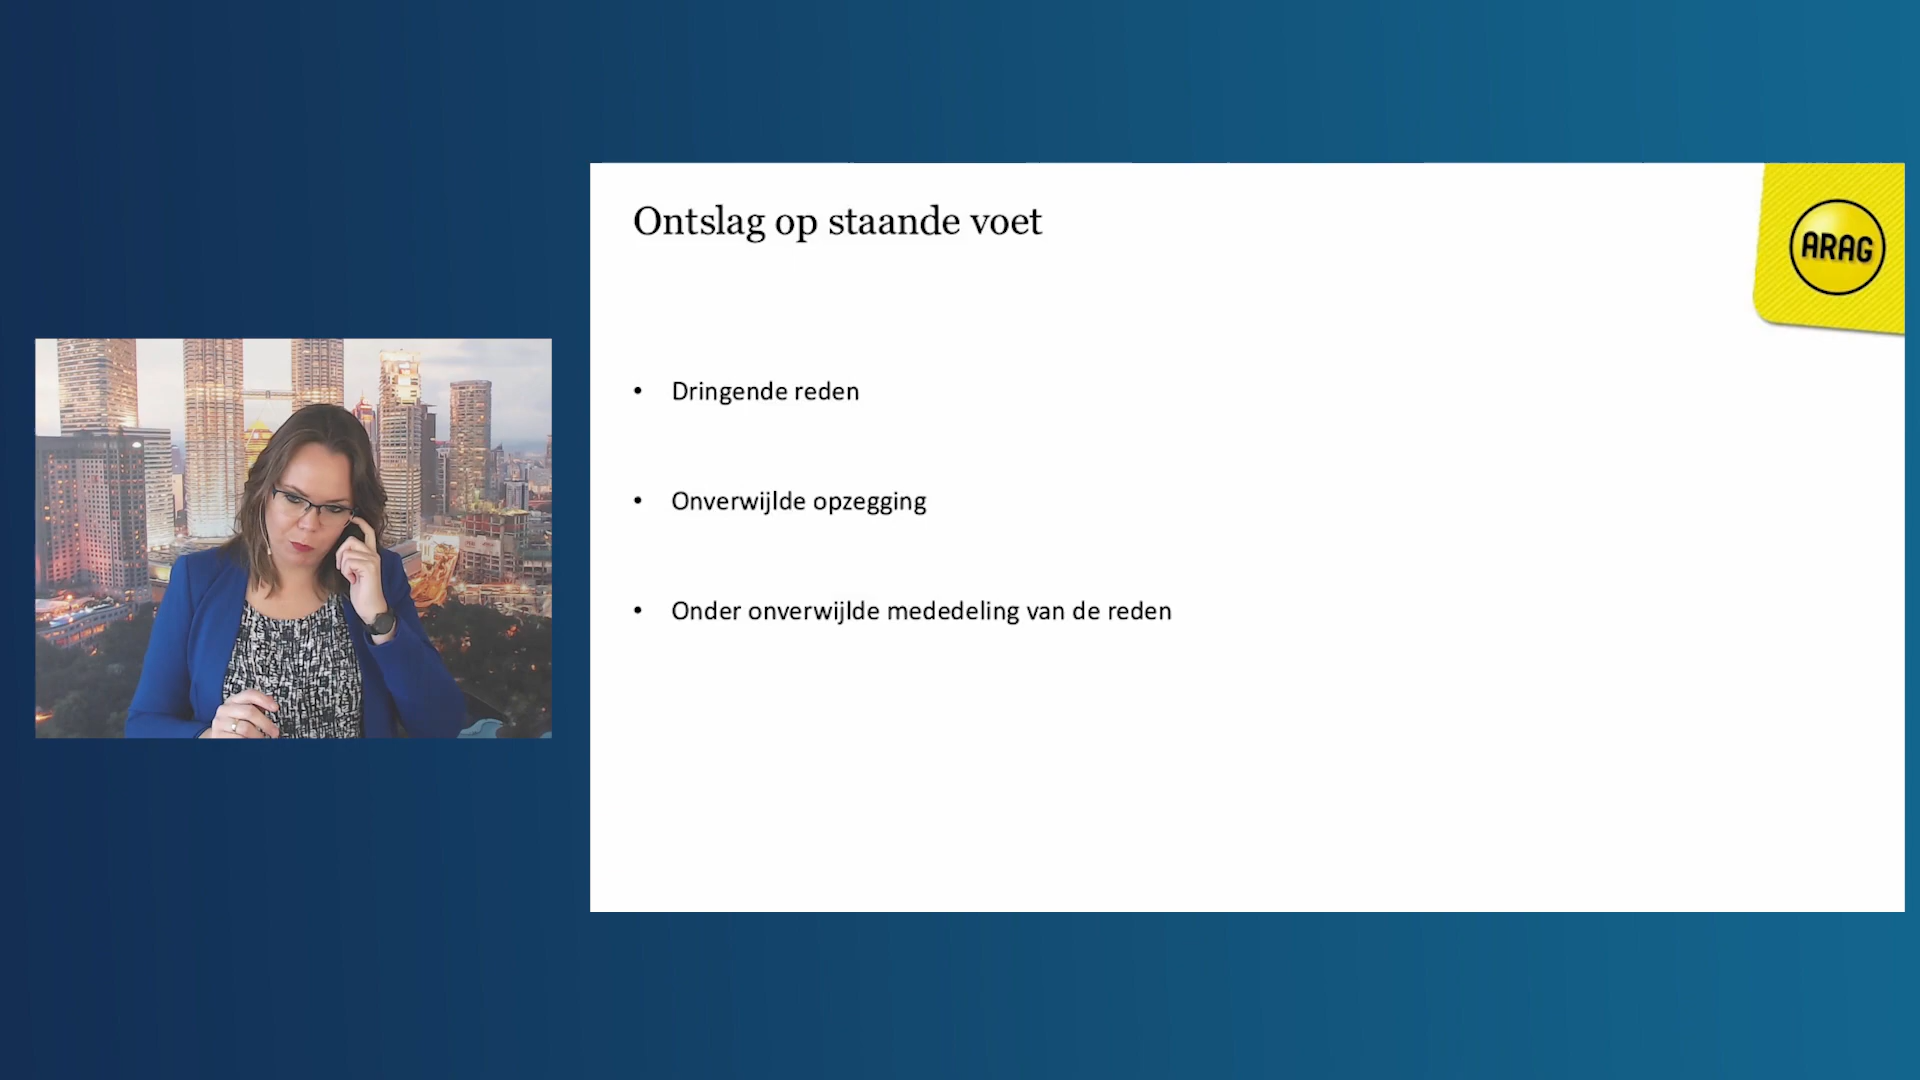 Ontslag op staande voet
ARAG
• Dringende reden
• Onverwijlde opzegging
• Onder onverwijlde mededeling van de reden